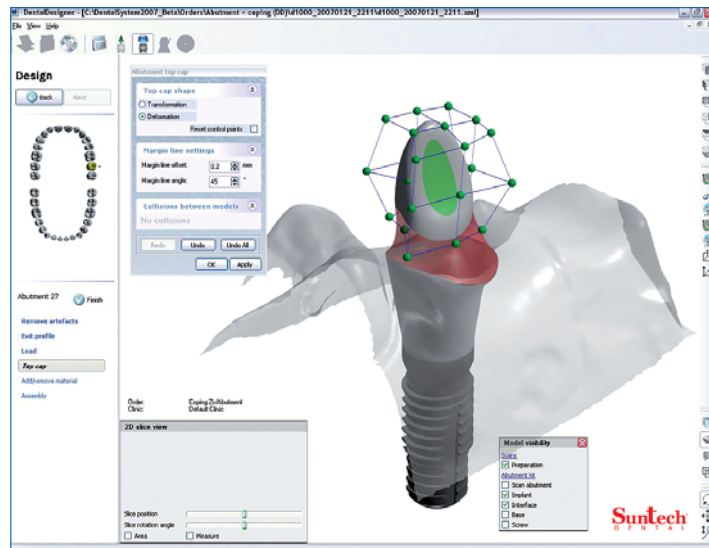 DentalDesigner - [C:\DentalSystem2007_Beta\Orders\Abutment + coping (DD)\d1000_20070121_2211\d1000_20070121_2211.xml]
File View Help
Design
Back Next
Abutment 27 Finish
Remove artefacts
Exit profile
Load
Top cap
Add/remove material
Assembly
Abutment top cap
Top cap shape
Transformation
Deformation
Reset control points
Margin line settings
Margin line offset: 0.2 mm
Margin line angle: 45 °
Collisions between models
No collisions
Redo Undo Undo All
OK Apply
Order: Coping Zi/Abutment
Clinic: Default Clinic
2D slice view
Slice position
Slice rotation angle
Area Measure
Model visibility
Scans
Preparation
Abutment kit
Scan abutment
Implant
Interface
Base
Screw
Suntech
DENTAL